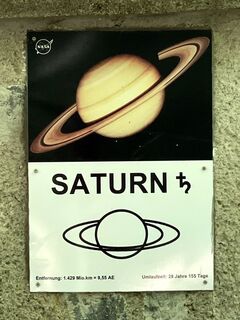 NASA
SATURN ♄
Entfernung: 1.429 Mio.km = 9,55 AE
Umlaufzeit: 29 Jahre 155 Tage